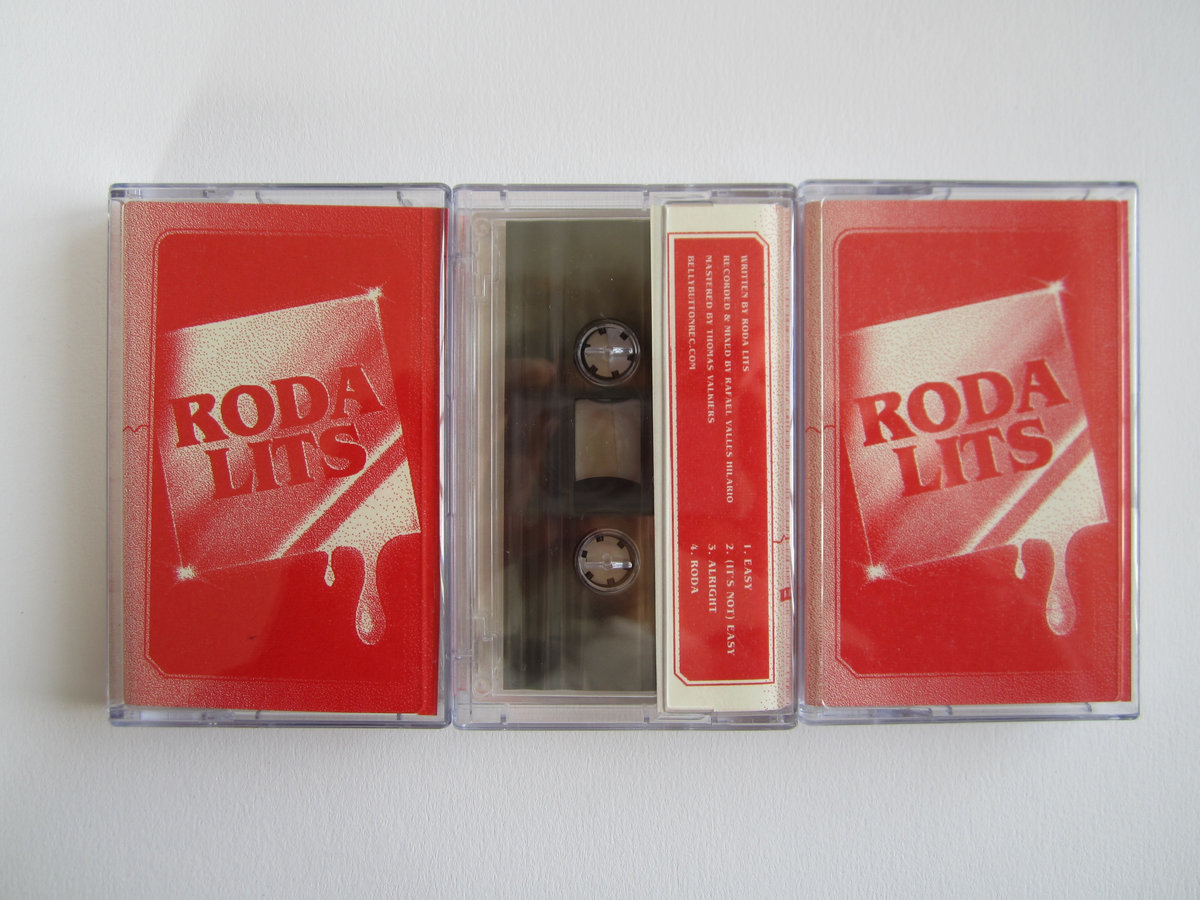 RODA
LITS
WRITTEN BY RODA LITS
RECORDED & MIXED BY RAFAEL VALLES HILARIO
MASTERED BY THOMAS VALKIERS
BELLYBUTTONREC.COM
1. EASY
2. (IT'S NOT) EASY
3. ALRIGHT
4. RODA
RODA
LITS